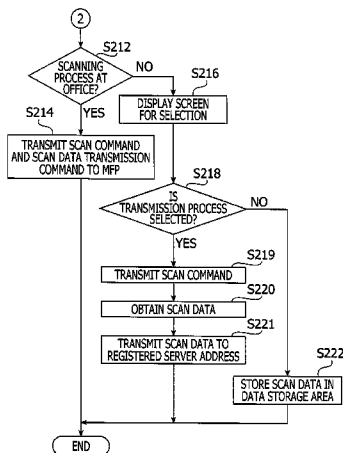 2
S212
SCANNING
PROCESS AT
OFFICE?
NO
YES
S214
TRANSMIT SCAN COMMAND
AND SCAN DATA TRANSMISSION
COMMAND TO MFP
S216
DISPLAY SCREEN
FOR SELECTION
S218
IS
TRANSMISSION PROCESS
SELECTED?
NO
YES
S219
TRANSMIT SCAN COMMAND
S220
OBTAIN SCAN DATA
S221
TRANSMIT SCAN DATA TO
REGISTERED SERVER ADDRESS
S222
STORE SCAN DATA IN
DATA STORAGE AREA
END